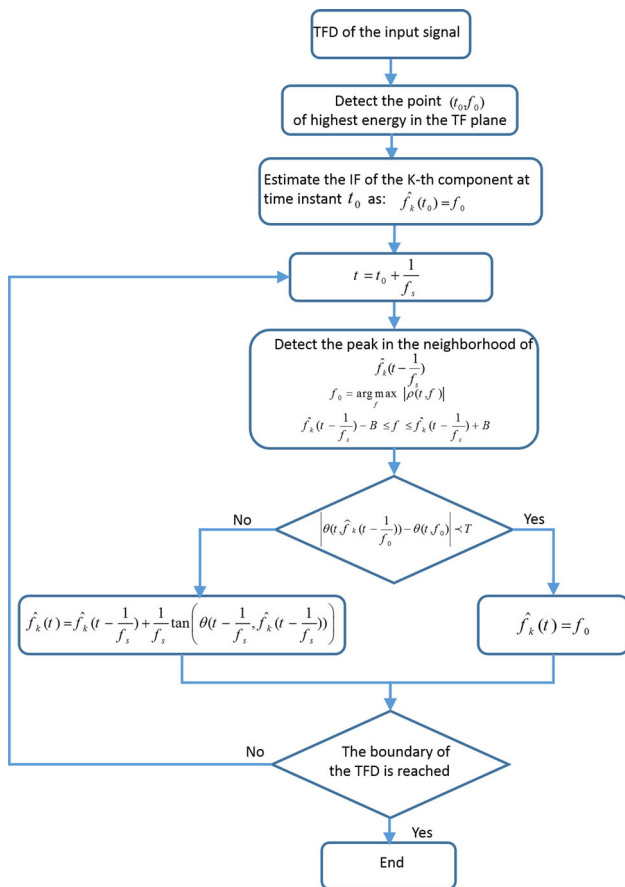 TFD of the input signal
Detect the point (t₀,f₀)
of highest energy in the TF plane
Estimate the IF of the K-th component at
time instant t₀ as: f̂ₖ(t₀)=f₀
t = t₀ + 1/fₛ
Detect the peak in the neighborhood of
f̂ₖ(t − 1/fₛ)
f₀ = arg max_f |ρ(t,f)|
f̂ₖ(t − 1/fₛ) − B ≤ f ≤ f̂ₖ(t − 1/fₛ) + B
No
|θ(t,f̂ₖ(t − 1/f₀)) − θ(t,f₀)| ≺ T
Yes
f̂ₖ(t) = f̂ₖ(t − 1/fₛ) + 1/fₛ tan(θ(t − 1/fₛ, f̂ₖ(t − 1/fₛ)))
f̂ₖ(t) = f₀
No
The boundary of
the TFD is reached
Yes
End